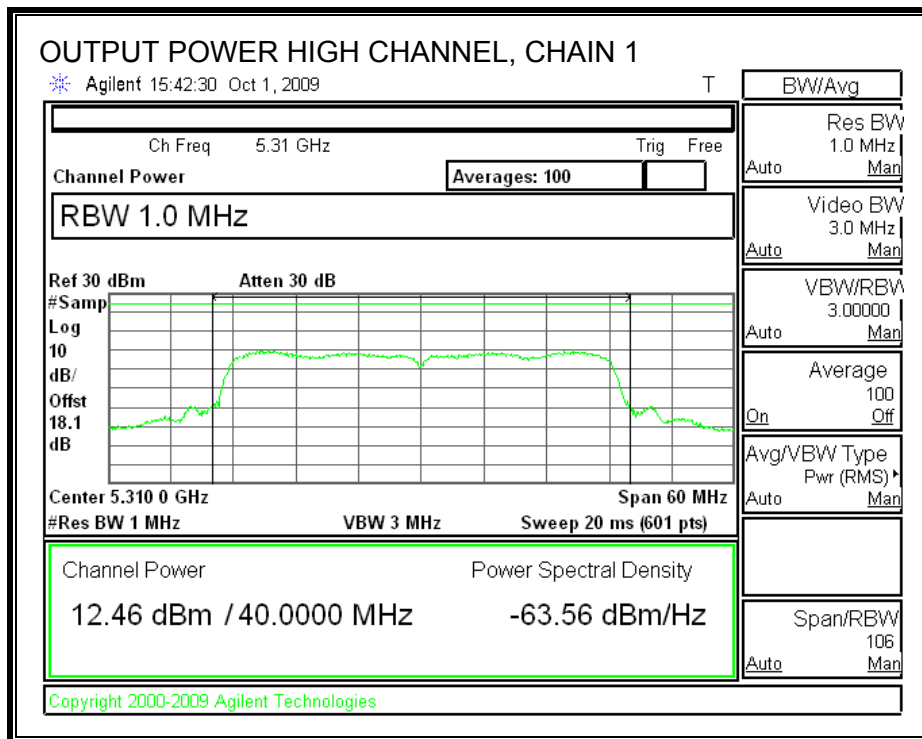 OUTPUT POWER HIGH CHANNEL, CHAIN 1
Agilent 15:42:30 Oct 1, 2009 T
Ch Freq 5.31 GHz Trig Free
Channel Power Averages: 100
RBW 1.0 MHz
Ref 30 dBm Atten 30 dB
#Samp
Log
10
dB/
Offst
18.1
dB
Center 5.310 0 GHz Span 60 MHz
#Res BW 1 MHz VBW 3 MHz Sweep 20 ms (601 pts)
Channel Power Power Spectral Density
12.46 dBm / 40.0000 MHz -63.56 dBm/Hz
Copyright 2000-2009 Agilent Technologies
BW/Avg
Res BW
1.0 MHz
Auto Man
Video BW
3.0 MHz
Auto Man
VBW/RBW
3.00000
Auto Man
Average
100
On Off
Avg/VBW Type
Pwr (RMS)
Auto Man
Span/RBW
106
Auto Man